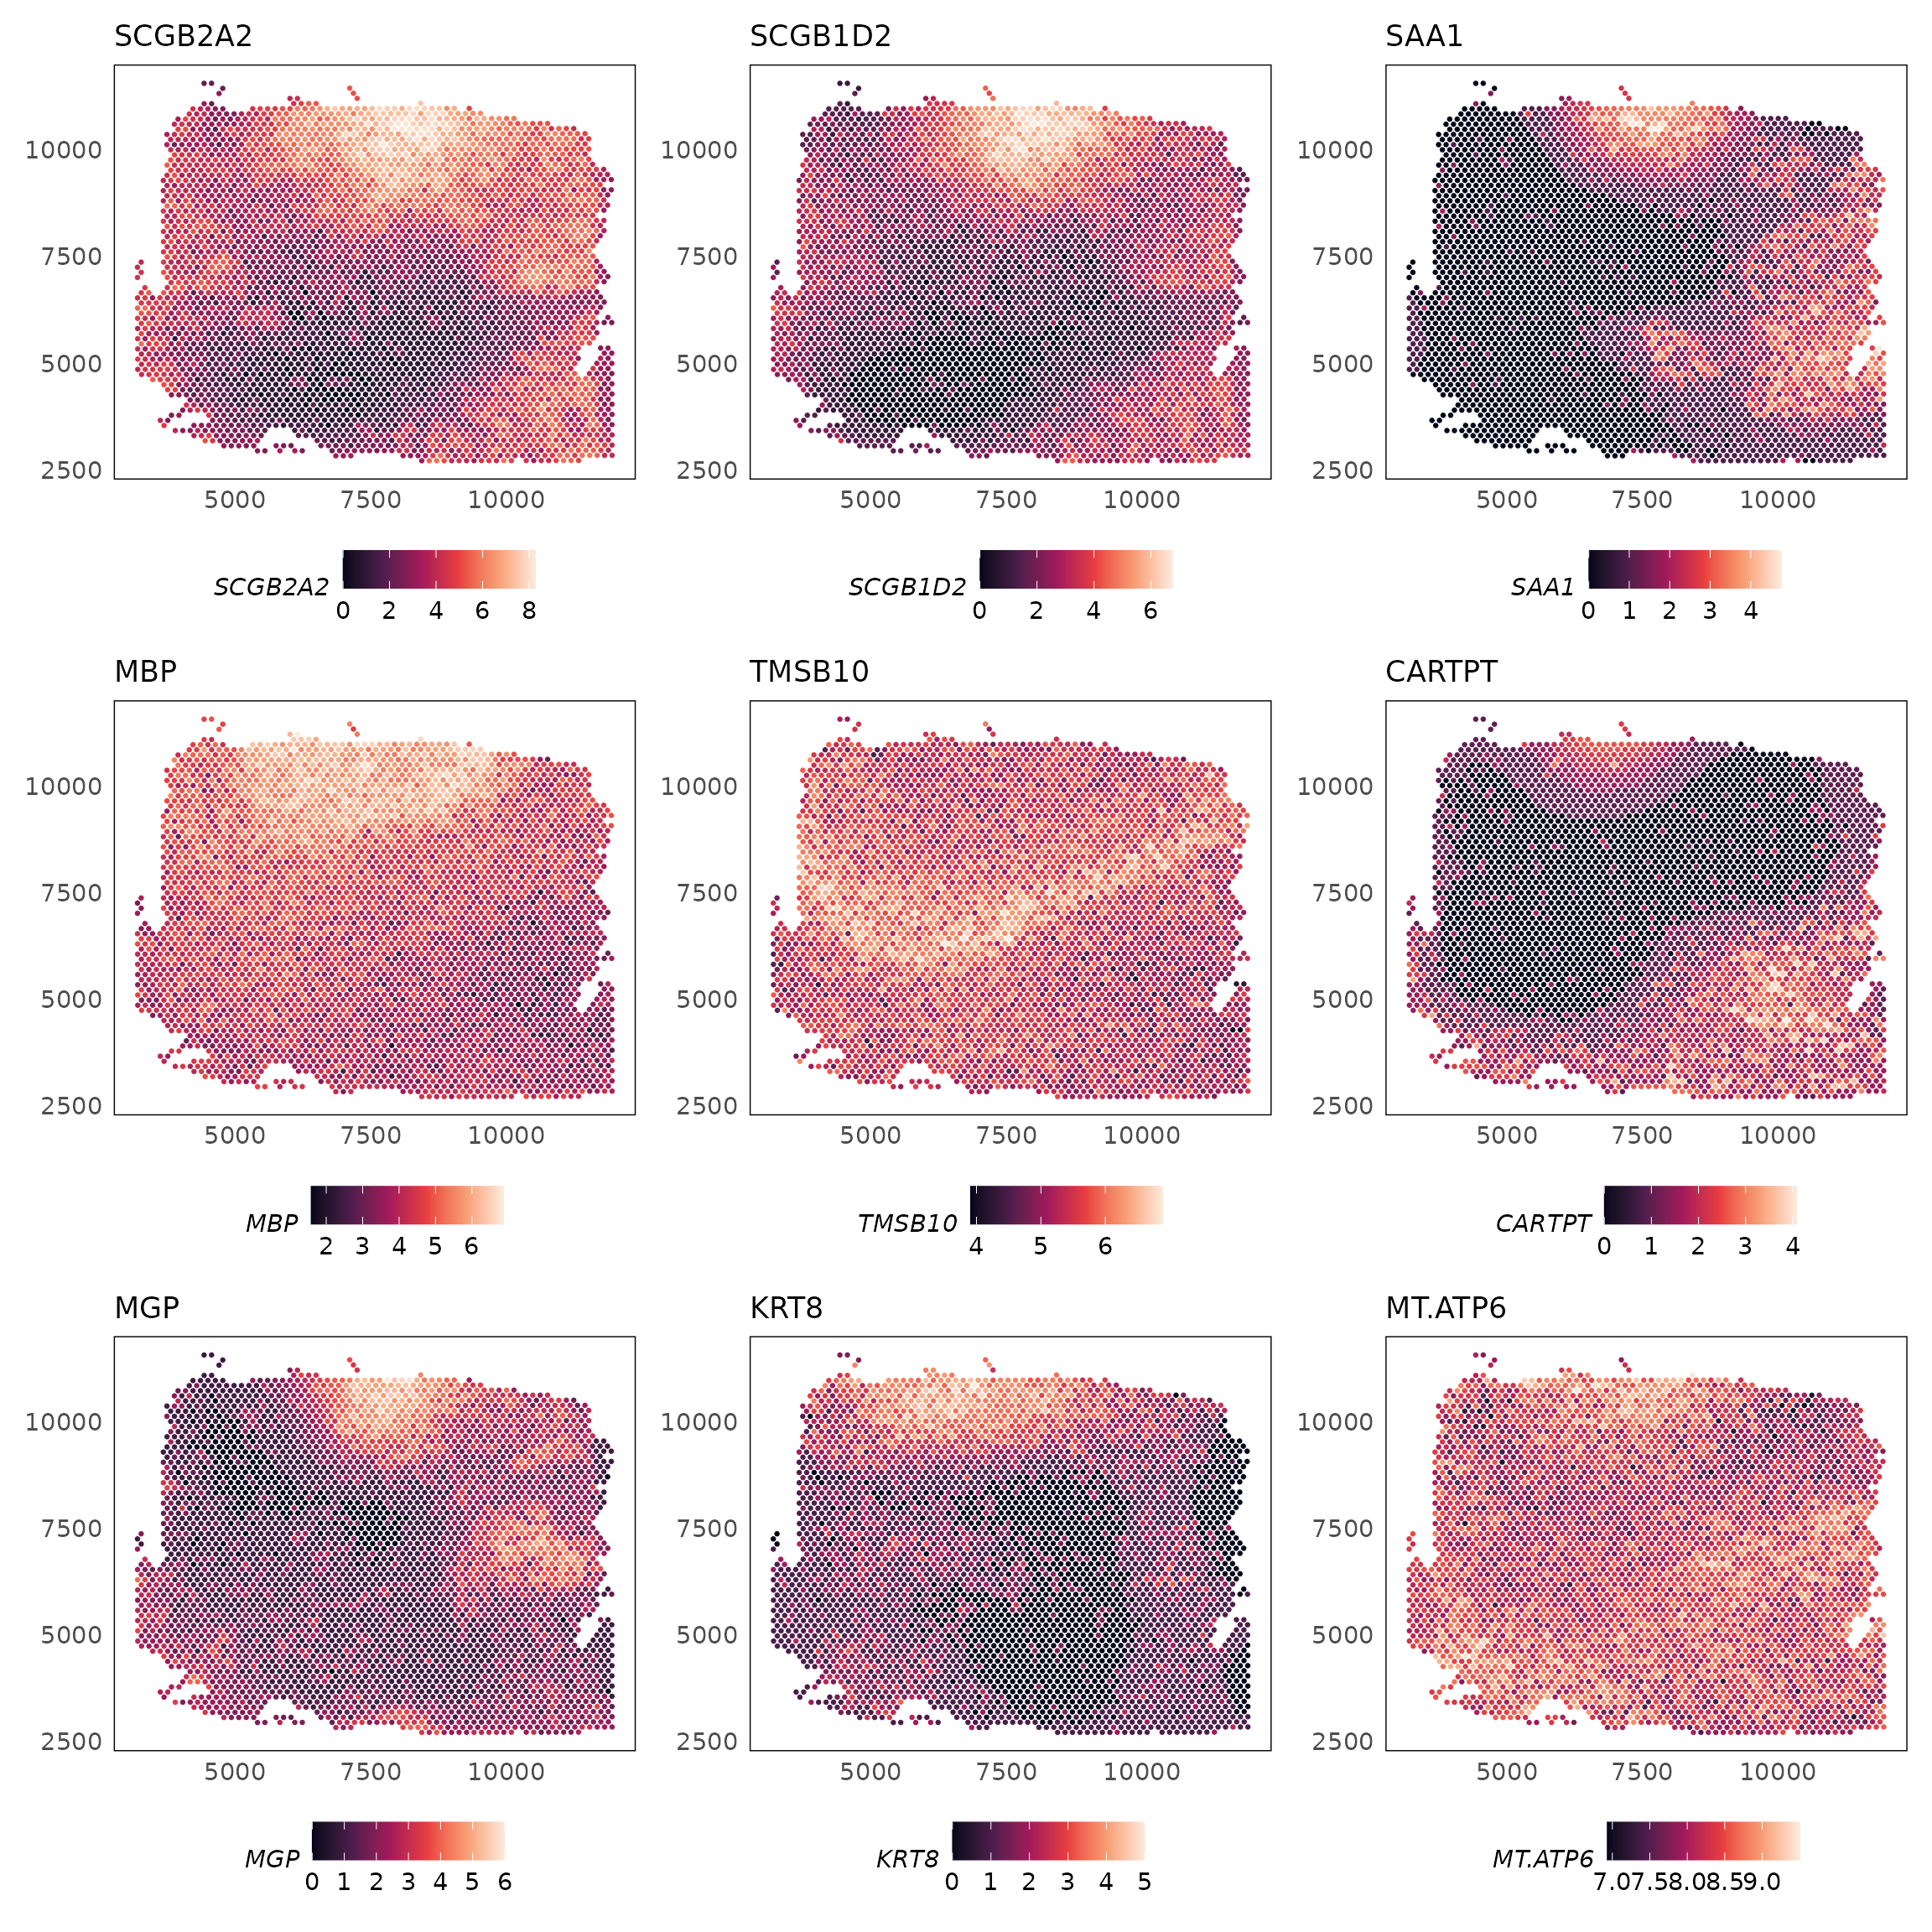 SCGB2A2 SCGB1D2 SAA1
10000 10000 10000
7500 7500 7500
5000 5000 5000
2500 2500 2500
5000 7500 10000 5000 7500 10000 5000 7500 10000
SCGB2A2 SCGB1D2 SAA1
0 2 4 6 8 0 2 4 6 0 1 2 3 4
MBP TMSB10 CARTPT
10000 10000 10000
7500 7500 7500
5000 5000 5000
2500 2500 2500
5000 7500 10000 5000 7500 10000 5000 7500 10000
MBP TMSB10 CARTPT
2 3 4 5 6 4 5 6 0 1 2 3 4
MGP KRT8 MT.ATP6
10000 10000 10000
7500 7500 7500
5000 5000 5000
2500 2500 2500
5000 7500 10000 5000 7500 10000 5000 7500 10000
MGP KRT8 MT.ATP6
0 1 2 3 4 5 6 0 1 2 3 4 5 7.07.58.08.59.0